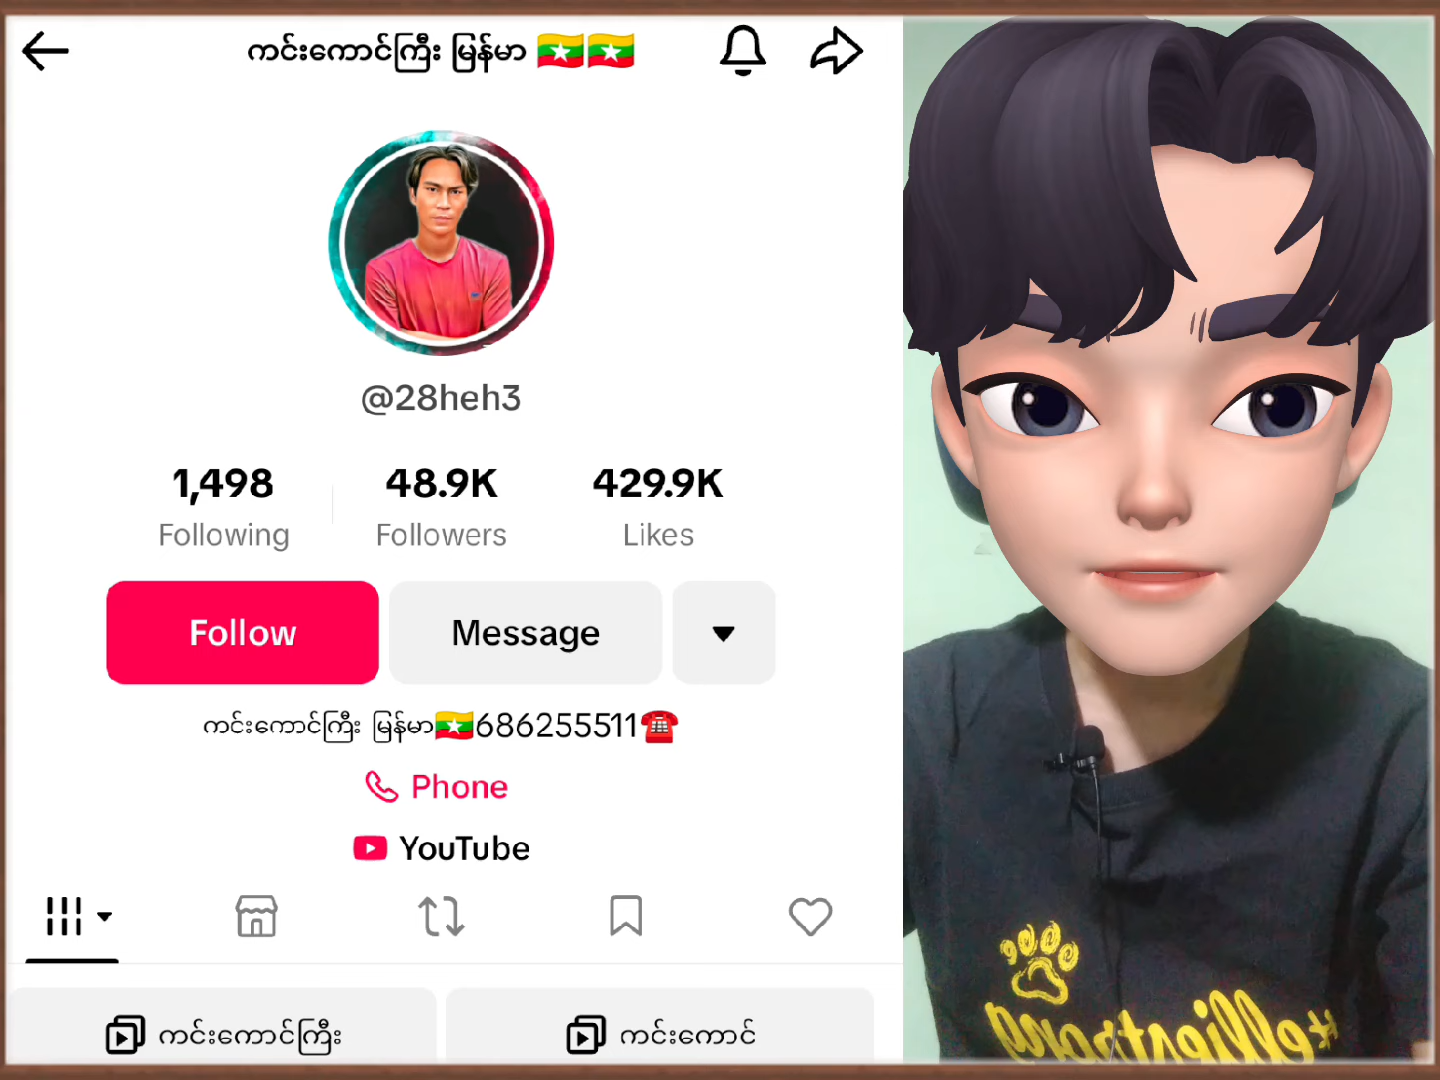 ကင်းကောင်ကြီး မြန်မာ 🇲🇲🇲🇲
@28heh3
1,498 48.9K 429.9K
Following Followers Likes
Follow Message
ကင်းကောင်ကြီး မြန်မာ🇲🇲686255511☎️
Phone
YouTube
ကင်းကောင်ကြီး ကင်းကောင်
#elliestrong